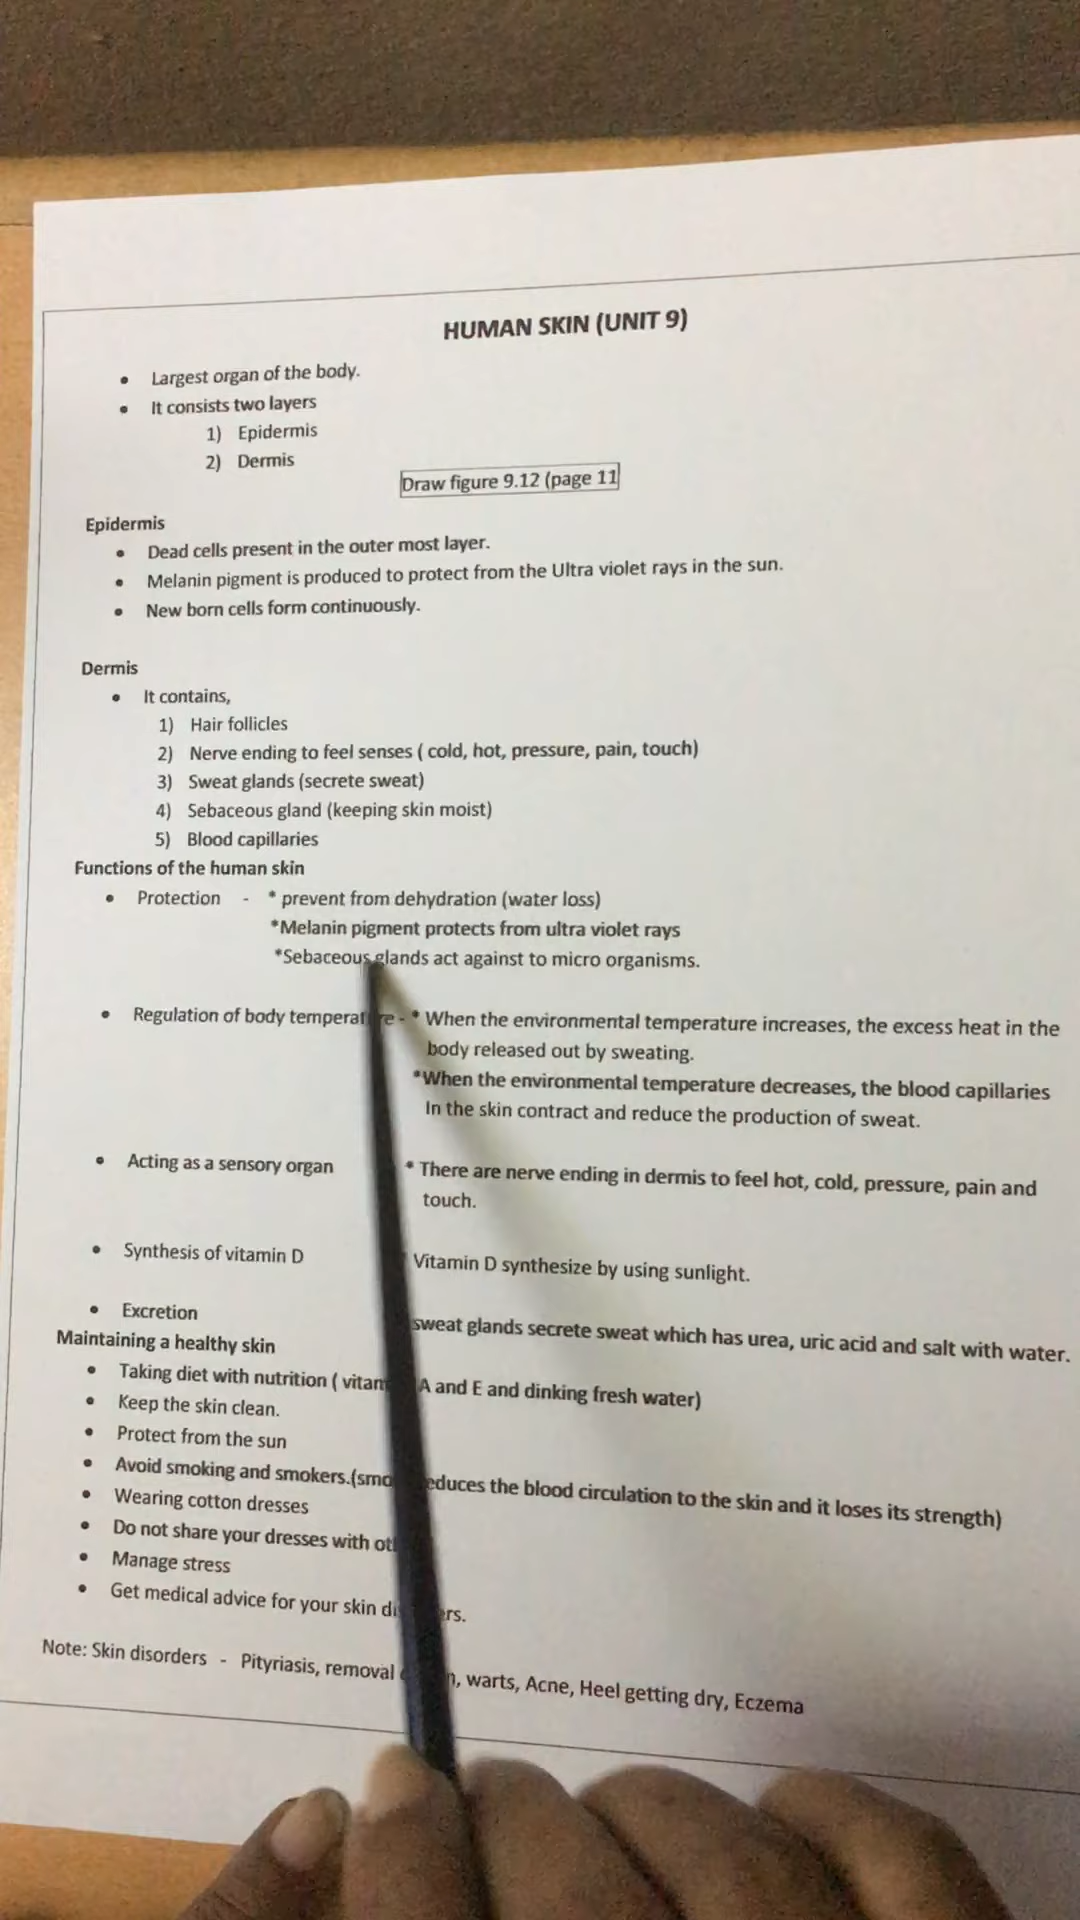 HUMAN SKIN (UNIT 9)
• Largest organ of the body.
• It consists two layers
1) Epidermis
2) Dermis
Draw figure 9.12 (page 11
Epidermis
• Dead cells present in the outer most layer.
• Melanin pigment is produced to protect from the Ultra violet rays in the sun.
• New born cells form continuously.
Dermis
• It contains,
1) Hair follicles
2) Nerve ending to feel senses ( cold, hot, pressure, pain, touch)
3) Sweat glands (secrete sweat)
4) Sebaceous gland (keeping skin moist)
5) Blood capillaries
Functions of the human skin
• Protection - * prevent from dehydration (water loss)
*Melanin pigment protects from ultra violet rays
*Sebaceous glands act against to micro organisms.
• Regulation of body temperature - * When the environmental temperature increases, the excess heat in the
body released out by sweating.
*When the environmental temperature decreases, the blood capillaries
In the skin contract and reduce the production of sweat.
• Acting as a sensory organ * There are nerve ending in dermis to feel hot, cold, pressure, pain and
touch.
• Synthesis of vitamin D Vitamin D synthesize by using sunlight.
• Excretion sweat glands secrete sweat which has urea, uric acid and salt with water.
Maintaining a healthy skin
• Taking diet with nutrition ( A and E and dinking fresh water)
• Keep the skin clean.
• Protect from the sun
• Avoid smoking and smokers.( the blood circulation to the skin and it loses its strength)
• Wearing cotton dresses
• Do not share your dresses with
• Manage stress
• Get medical advice for your skin
Note: Skin disorders - Pityriasis, removal warts, Acne, Heel getting dry, Eczema